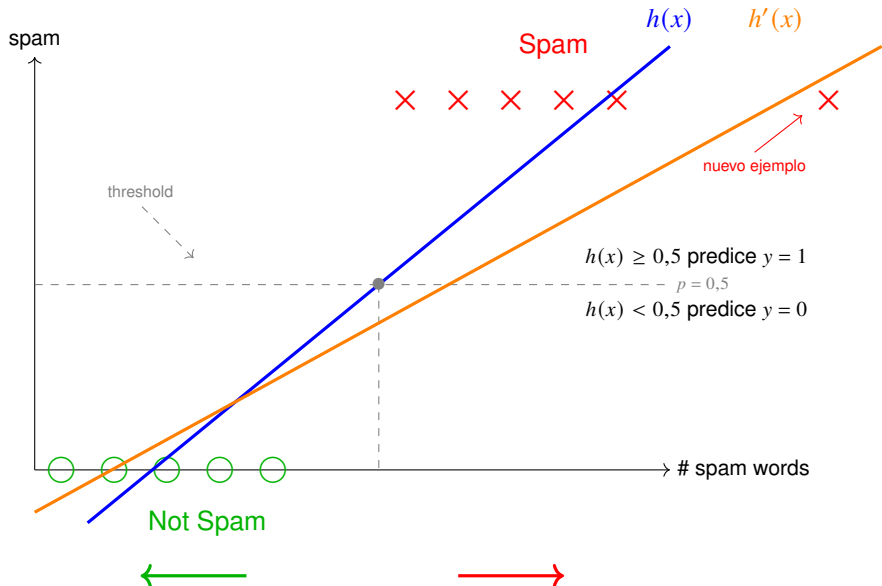 h(x)
h′(x)
spam
Spam
nuevo ejemplo
threshold
h(x) ≥ 0,5 predice y = 1
p = 0,5
h(x) < 0,5 predice y = 0
# spam words
Not Spam